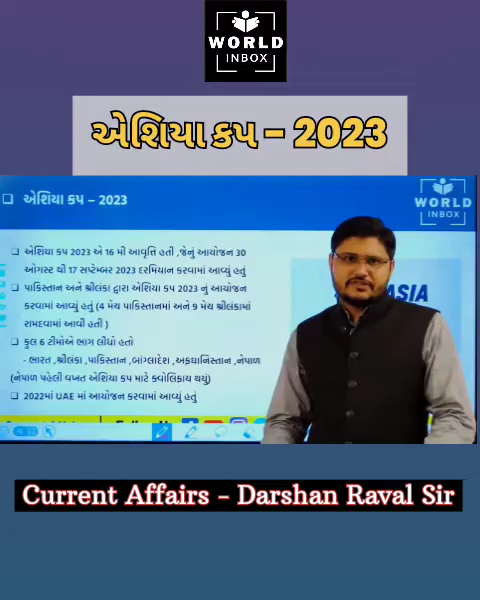 WORLD
INBOX
એશિયા કપ – 2023
❑ એશિયા કપ – 2023
WORLD
INBOX
❑ એશિયા કપ 2023 એ 16 મી આવૃત્તિ હતી ,જેનું આયોજન 30
ઓગસ્ટ થી 17 સપ્ટેમ્બર 2023 દરમિયાન કરવામાં આવ્યું હતું
❑ પાકિસ્તાન અને શ્રીલંકા દ્વારા એશિયા કપ 2023 નું આયોજન
કરવામાં આવ્યું હતું (4 મેચ પાકિસ્તાનમાં અને 9 મેચ શ્રીલંકામાં
રામદવામાં આવી હતી )
❑ કુલ 6 ટીમોએ ભાગ લીધો હતો
- ભારત ,શ્રીલંકા ,પાકિસ્તાન ,બાંગ્લાદેશ ,અફઘાનિસ્તાન ,નેપાળ
(નેપાળ પહેલી વખત એશિયા કપ માટે ક્વોલિફાય થયું)
❑ 2022માં UAE માં આયોજન કરવામાં આવ્યું હતું
ASIA
Current Affairs - Darshan Raval Sir